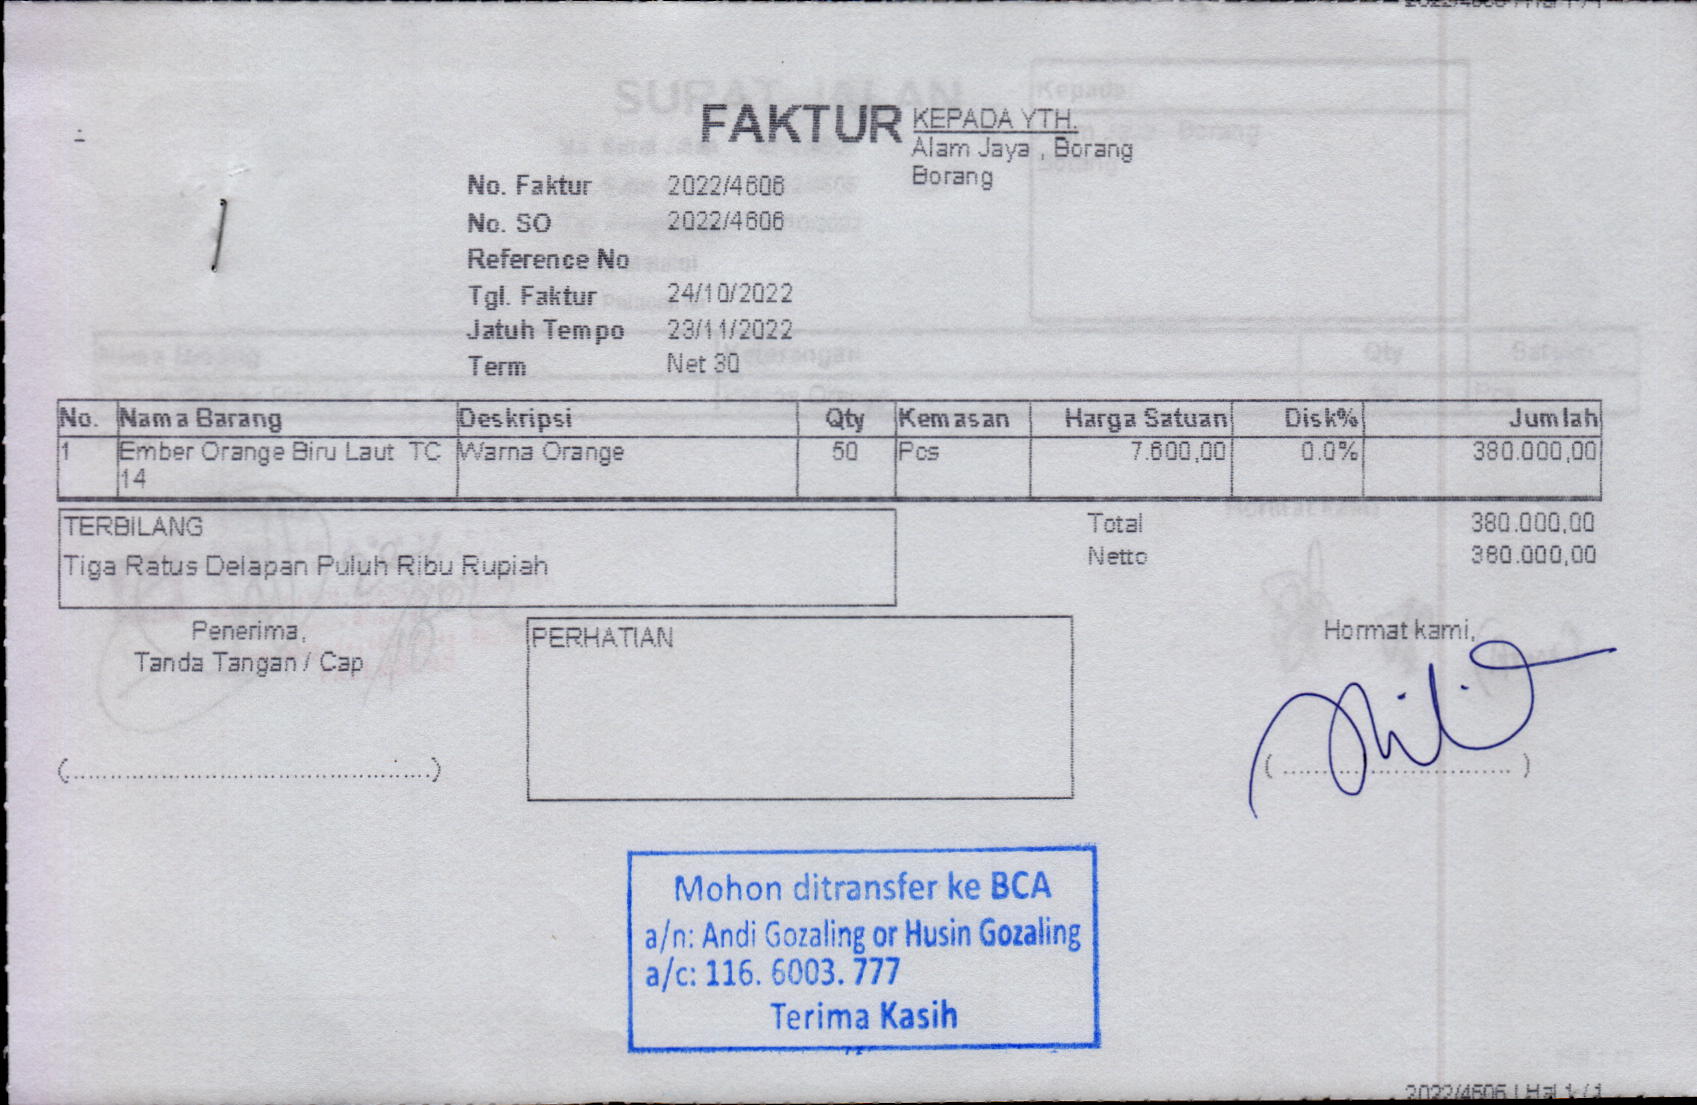 FAKTUR
KEPADA YTH.
Alam Jaya , Borang
Borang
No. Faktur 2022/4606
No. SO 2022/4606
Reference No
Tgl. Faktur 24/10/2022
Jatuh Tempo 23/11/2022
Term Net 30
No. Nama Barang Deskripsi Qty Kemasan Harga Satuan Disk% Jumlah
1 Ember Orange Biru Laut TC Warna Orange 50 Pcs 7.600,00 0.0% 380.000,00
14
TERBILANG
Tiga Ratus Delapan Puluh Ribu Rupiah
Total 380.000,00
Netto 380.000,00
Penerima,
Tanda Tangan / Cap
PERHATIAN
Hormat kami,
Mohon ditransfer ke BCA
a/n: Andi Gozaling or Husin Gozaling
a/c: 116. 6003. 777
Terima Kasih
2022/4606 | Hal 1 / 1